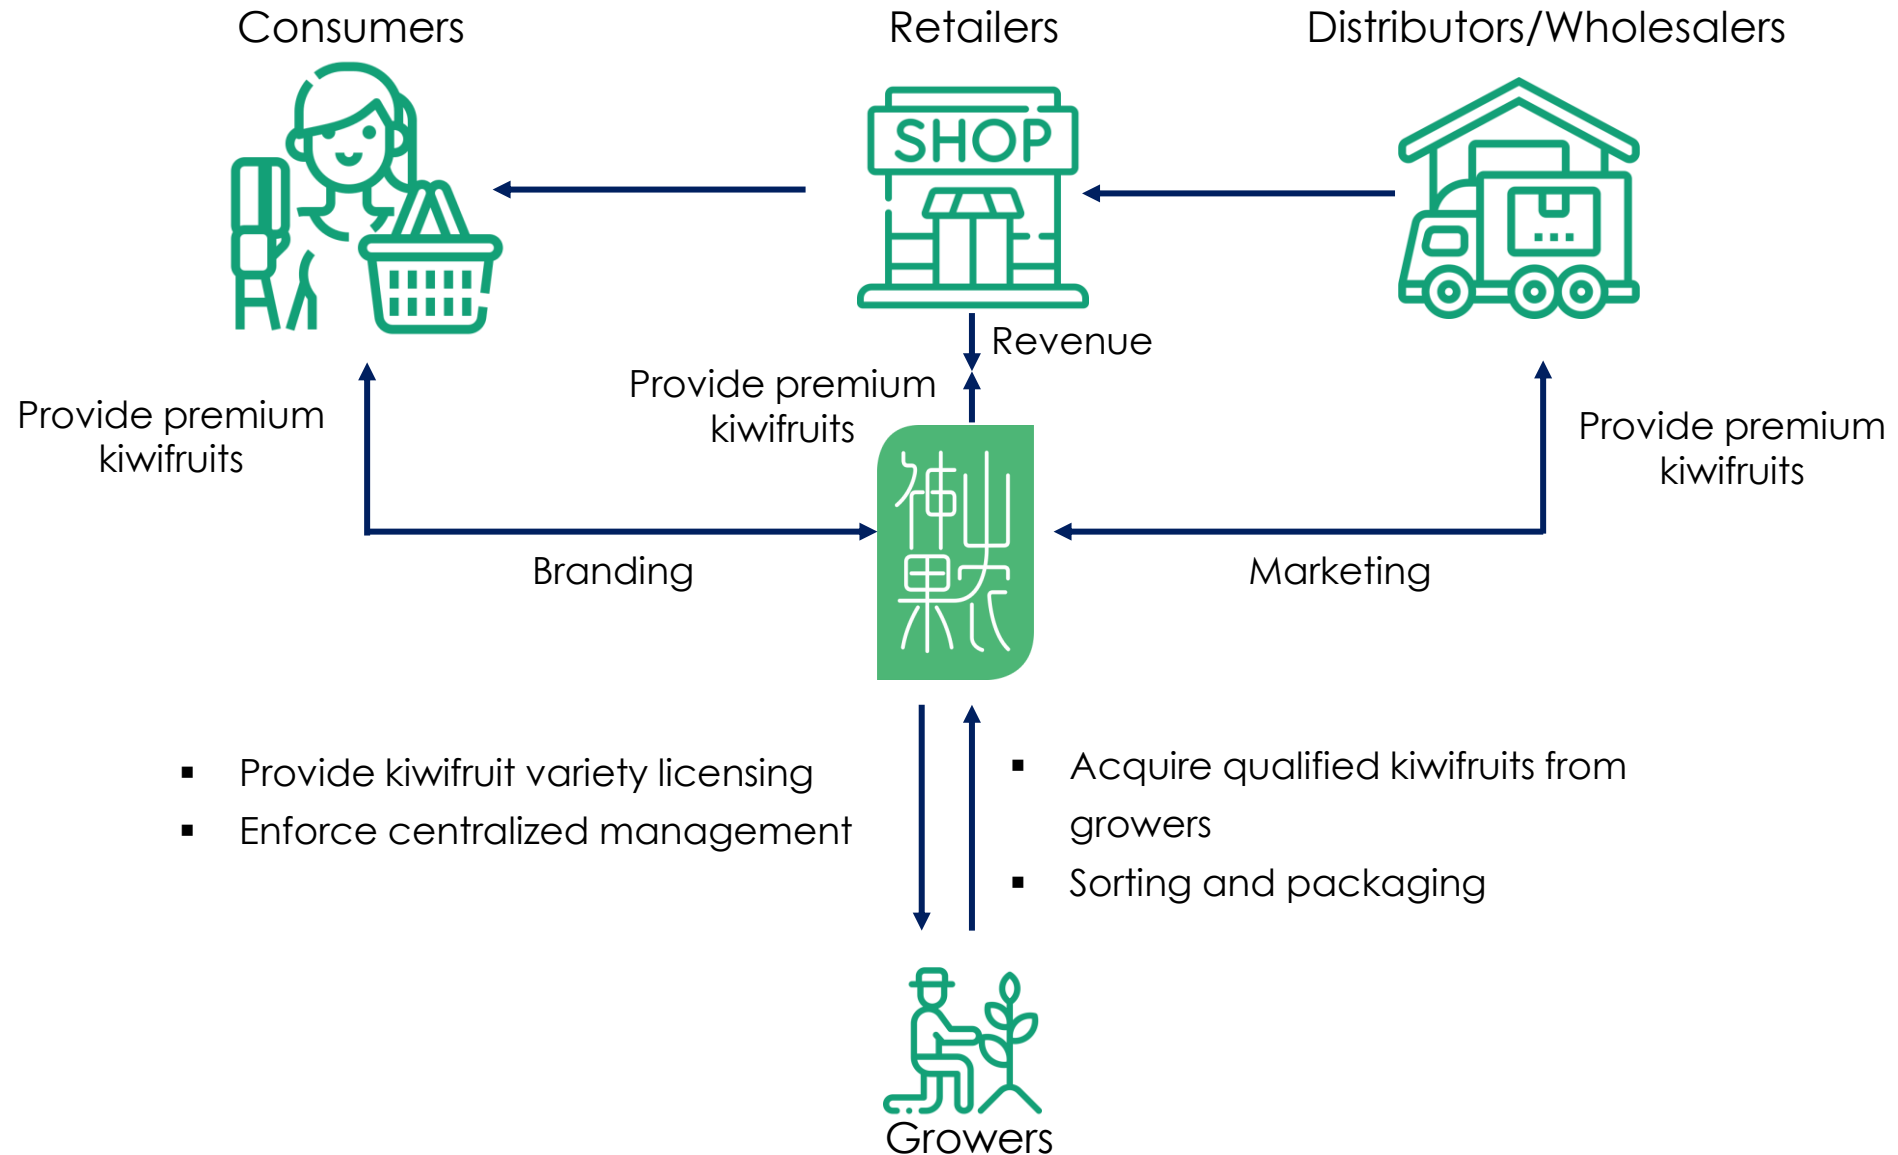 Consumers
Retailers
Distributors/Wholesalers
SHOP
Revenue
Provide premium
kiwifruits
Provide premium
kiwifruits
Provide premium
kiwifruits
神山
果农
Branding
Marketing
▪ Provide kiwifruit variety licensing
▪ Enforce centralized management
▪ Acquire qualified kiwifruits from
growers
▪ Sorting and packaging
Growers